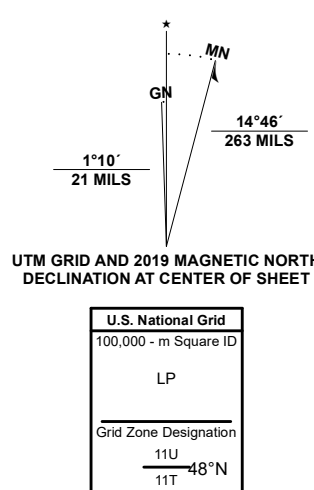 ★
MN
GN
14°46´
263 MILS
1°10´
21 MILS
UTM GRID AND 2019 MAGNETIC NORTH
DECLINATION AT CENTER OF SHEET
U.S. National Grid
100,000 - m Square ID
LP
Grid Zone Designation
11U
48°N
11T